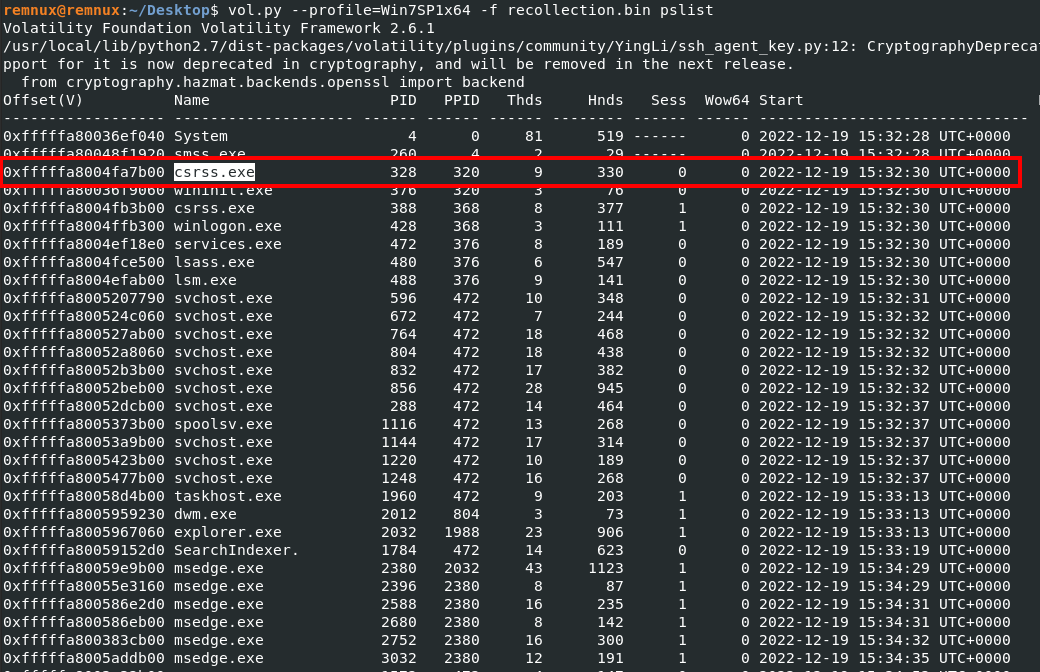 remnux@remnux:~/Desktop$ vol.py --profile=Win7SP1x64 -f recollection.bin pslist
Volatility Foundation Volatility Framework 2.6.1
/usr/local/lib/python2.7/dist-packages/volatility/plugins/community/YingLi/ssh_agent_key.py:12: CryptographyDepreca
pport for it is now deprecated in cryptography, and will be removed in the next release.
from cryptography.hazmat.backends.openssl import backend
Offset(V) Name PID PPID Thds Hnds Sess Wow64 Start
------------------ -------------------- ------ ------ ------ -------- ------ ------ ------------------------------
0xfffffa80036ef040 System 4 0 81 519 ------ 0 2022-12-19 15:32:28 UTC+0000
0xfffffa80048f1920 smss.exe 260 4 2 29 ------ 0 2022-12-19 15:32:28 UTC+0000
0xfffffa8004fa7b00 csrss.exe 328 320 9 330 0 0 2022-12-19 15:32:30 UTC+0000
0xfffffa80036f9060 wininit.exe 376 320 3 76 0 0 2022-12-19 15:32:30 UTC+0000
0xfffffa8004fb3b00 csrss.exe 388 368 8 377 1 0 2022-12-19 15:32:30 UTC+0000
0xfffffa8004ffb300 winlogon.exe 428 368 3 111 1 0 2022-12-19 15:32:30 UTC+0000
0xfffffa8004ef18e0 services.exe 472 376 8 189 0 0 2022-12-19 15:32:30 UTC+0000
0xfffffa8004fce500 lsass.exe 480 376 6 547 0 0 2022-12-19 15:32:30 UTC+0000
0xfffffa8004efab00 lsm.exe 488 376 9 141 0 0 2022-12-19 15:32:30 UTC+0000
0xfffffa8005207790 svchost.exe 596 472 10 348 0 0 2022-12-19 15:32:31 UTC+0000
0xfffffa800524c060 svchost.exe 672 472 7 244 0 0 2022-12-19 15:32:32 UTC+0000
0xfffffa800527ab00 svchost.exe 764 472 18 468 0 0 2022-12-19 15:32:32 UTC+0000
0xfffffa80052a8060 svchost.exe 804 472 18 438 0 0 2022-12-19 15:32:32 UTC+0000
0xfffffa80052b3b00 svchost.exe 832 472 17 382 0 0 2022-12-19 15:32:32 UTC+0000
0xfffffa80052beb00 svchost.exe 856 472 28 945 0 0 2022-12-19 15:32:32 UTC+0000
0xfffffa80052dcb00 svchost.exe 288 472 14 464 0 0 2022-12-19 15:32:37 UTC+0000
0xfffffa8005373b00 spoolsv.exe 1116 472 13 268 0 0 2022-12-19 15:32:37 UTC+0000
0xfffffa80053a9b00 svchost.exe 1144 472 17 314 0 0 2022-12-19 15:32:37 UTC+0000
0xfffffa8005423b00 svchost.exe 1220 472 10 189 0 0 2022-12-19 15:32:37 UTC+0000
0xfffffa8005477b00 svchost.exe 1248 472 16 268 0 0 2022-12-19 15:32:37 UTC+0000
0xfffffa80058d4b00 taskhost.exe 1960 472 9 203 1 0 2022-12-19 15:33:13 UTC+0000
0xfffffa8005959230 dwm.exe 2012 804 3 73 1 0 2022-12-19 15:33:13 UTC+0000
0xfffffa8005967060 explorer.exe 2032 1988 23 906 1 0 2022-12-19 15:33:13 UTC+0000
0xfffffa80059152d0 SearchIndexer. 1784 472 14 623 0 0 2022-12-19 15:33:19 UTC+0000
0xfffffa80059e9b00 msedge.exe 2380 2032 43 1123 1 0 2022-12-19 15:34:29 UTC+0000
0xfffffa80055e3160 msedge.exe 2396 2380 8 87 1 0 2022-12-19 15:34:29 UTC+0000
0xfffffa800586e2d0 msedge.exe 2588 2380 16 235 1 0 2022-12-19 15:34:31 UTC+0000
0xfffffa800586eb00 msedge.exe 2680 2380 8 142 1 0 2022-12-19 15:34:31 UTC+0000
0xfffffa800383cb00 msedge.exe 2752 2380 16 300 1 0 2022-12-19 15:34:32 UTC+0000
0xfffffa8005addb00 msedge.exe 3032 2380 12 191 1 0 2022-12-19 15:34:35 UTC+0000